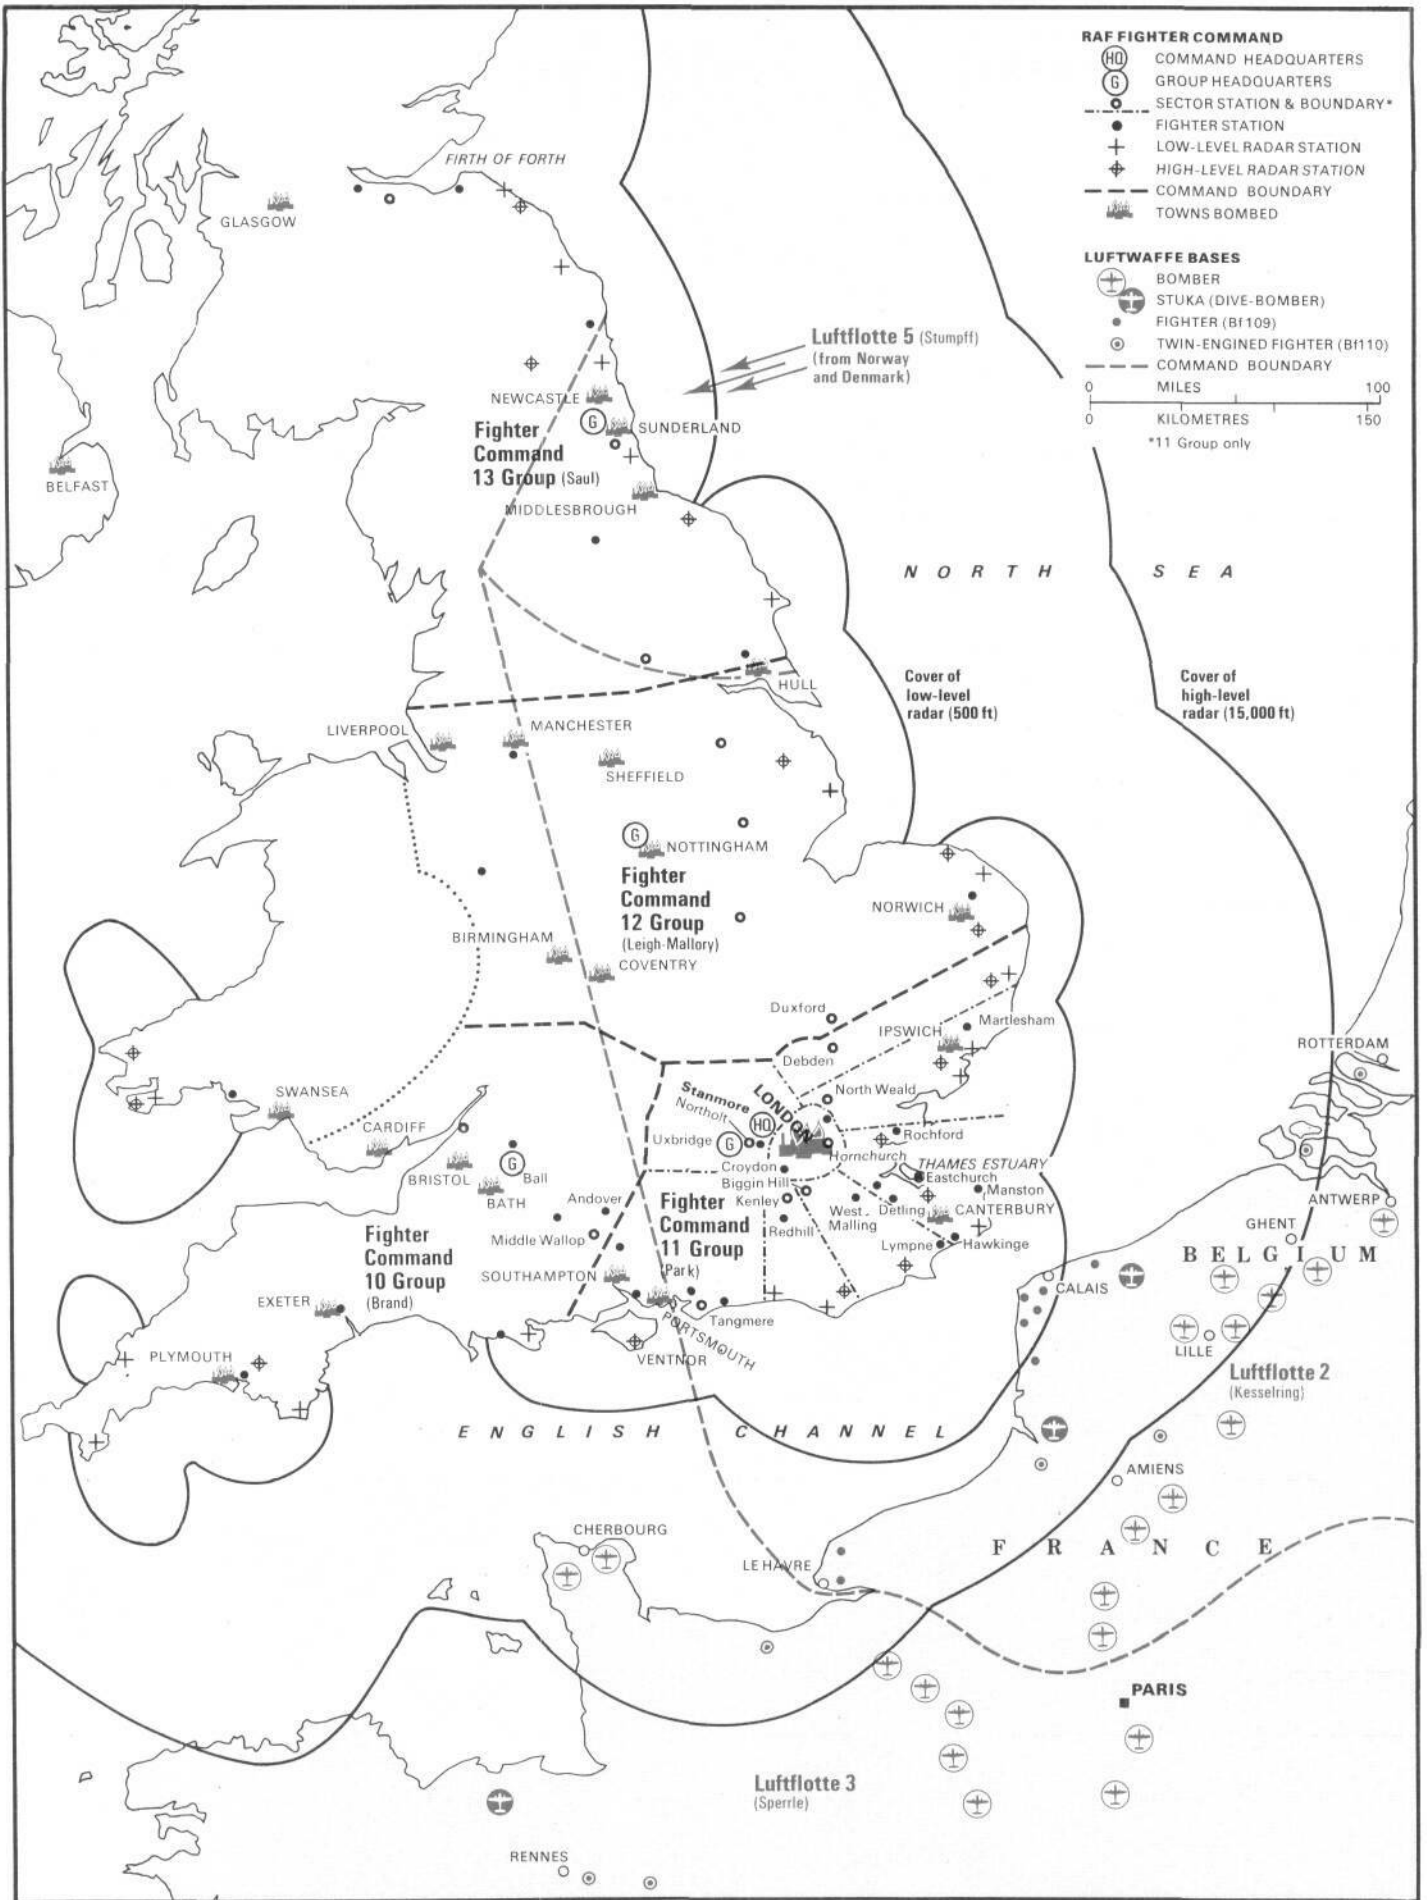 RAF FIGHTER COMMAND
HQ COMMAND HEADQUARTERS
G GROUP HEADQUARTERS
SECTOR STATION & BOUNDARY*
FIGHTER STATION
LOW-LEVEL RADAR STATION
HIGH-LEVEL RADAR STATION
COMMAND BOUNDARY
TOWNS BOMBED
LUFTWAFFE BASES
BOMBER
STUKA (DIVE-BOMBER)
FIGHTER (Bf109)
TWIN-ENGINED FIGHTER (Bf110)
COMMAND BOUNDARY
0 MILES 100
0 KILOMETRES 150
*11 Group only
FIRTH OF FORTH
GLASGOW
Luftflotte 5 (Stumpff)
(from Norway
and Denmark)
NEWCASTLE
G
SUNDERLAND
Fighter
Command
13 Group (Saul)
BELFAST
MIDDLESBROUGH
NORTH SEA
HULL
Cover of
low-level
radar (500 ft)
Cover of
high-level
radar (15,000 ft)
LIVERPOOL
MANCHESTER
SHEFFIELD
G
NOTTINGHAM
Fighter
Command
12 Group
(Leigh-Mallory)
NORWICH
BIRMINGHAM
COVENTRY
Duxford
IPSWICH
Martlesham
Debden
ROTTERDAM
SWANSEA
Stanmore
LONDON
North Weald
Northolt
HQ
CARDIFF
Uxbridge
G
Rochford
Hornchurch
BRISTOL
G
Ball
BATH
Croydon
THAMES ESTUARY
Eastchurch
Biggin Hill
Manston
Andover
Kenley
West
Malling
Detling
CANTERBURY
ANTWERP
Fighter
Command
11 Group
(Park)
Redhill
GHENT
Middle Wallop
Lympne
Hawkinge
BELGIUM
Fighter
Command
10 Group
(Brand)
SOUTHAMPTON
CALAIS
EXETER
Tangmere
PORTSMOUTH
LILLE
PLYMOUTH
VENTNOR
Luftflotte 2
(Kesselring)
ENGLISH CHANNEL
AMIENS
CHERBOURG
FRANCE
LE HAVRE
PARIS
Luftflotte 3
(Sperrle)
RENNES